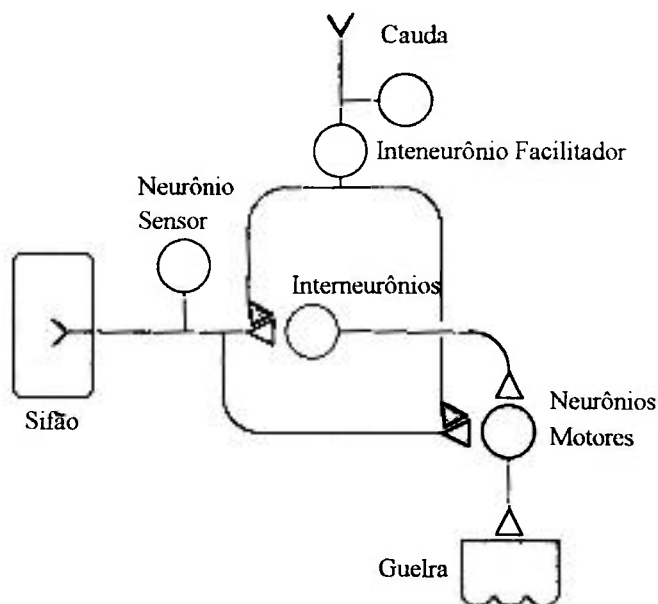 Cauda
Inteneurônio Facilitador
Neurônio
Sensor
Interneurônios
Sifão
Neurônios
Motores
Guelra